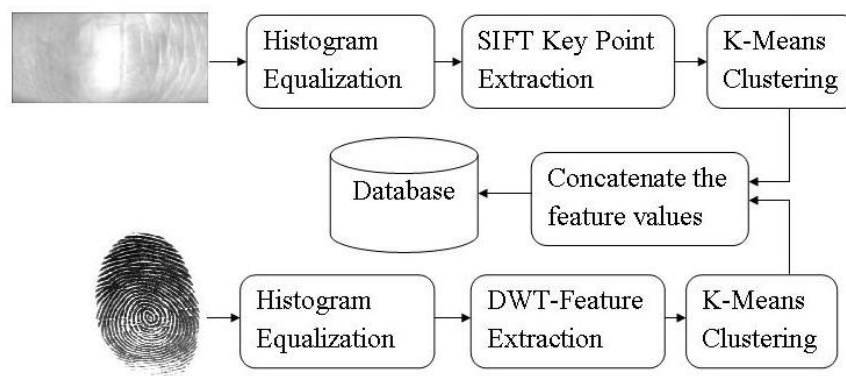 Histogram
Equalization
SIFT Key Point
Extraction
K-Means
Clustering
Database
Concatenate the
feature values
Histogram
Equalization
DWT-Feature
Extraction
K-Means
Clustering